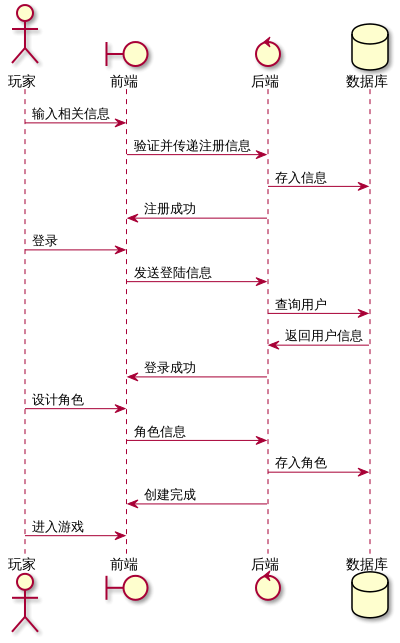 玩家 前端 后端 数据库
输入相关信息
验证并传递注册信息
存入信息
注册成功
登录
发送登陆信息
查询用户
返回用户信息
登录成功
设计角色
角色信息
存入角色
创建完成
进入游戏
玩家 前端 后端 数据库